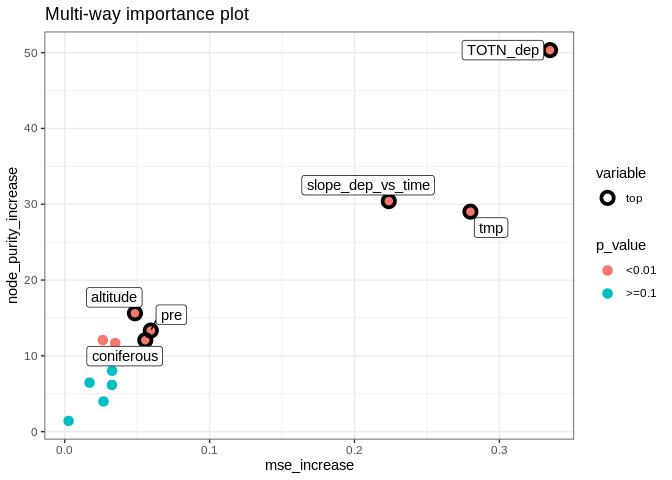 Multi-way importance plot
node_purity_increase
50
40
30
20
10
0
TOTN_dep
slope_dep_vs_time
tmp
altitude
pre
coniferous
0.0
0.1
0.2
0.3
mse_increase
variable
top
p_value
<0.01
>=0.1